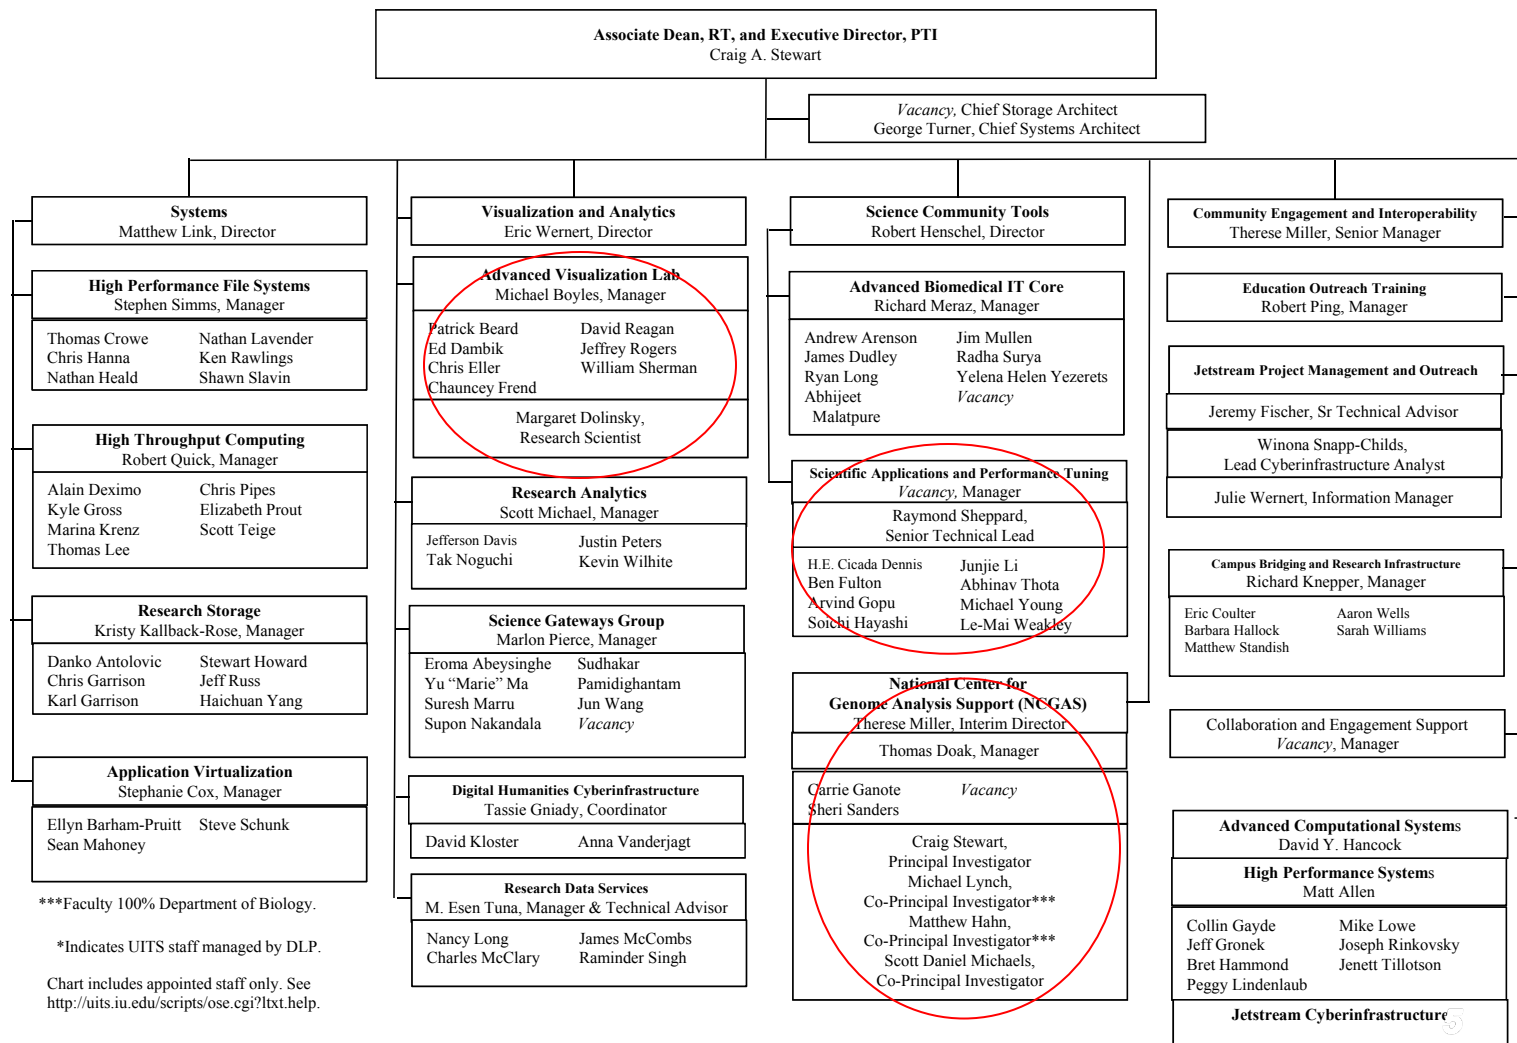 Associate Dean, RT, and Executive Director, PTI
Craig A. Stewart
Vacancy, Chief Storage Architect
George Turner, Chief Systems Architect
Systems
Matthew Link, Director
High Performance File Systems
Stephen Simms, Manager
Thomas Crowe
Chris Hanna
Nathan Heald
Nathan Lavender
Ken Rawlings
Shawn Slavin
High Throughput Computing
Robert Quick, Manager
Alain Deximo
Kyle Gross
Marina Krenz
Thomas Lee
Chris Pipes
Elizabeth Prout
Scott Teige
Research Storage
Kristy Kallback-Rose, Manager
Danko Antolovic
Chris Garrison
Karl Garrison
Stewart Howard
Jeff Russ
Haichuan Yang
Application Virtualization
Stephanie Cox, Manager
Ellyn Barham-Pruitt
Sean Mahoney
Steve Schunk
***Faculty 100% Department of Biology.
*Indicates UITS staff managed by DLP.
Chart includes appointed staff only. See
http://uits.iu.edu/scripts/ose.cgi?ltxt.help.
Visualization and Analytics
Eric Wernert, Director
Advanced Visualization Lab
Michael Boyles, Manager
Patrick Beard
Ed Dambik
Chris Eller
Chauncey Frend
David Reagan
Jeffrey Rogers
William Sherman
Margaret Dolinsky,
Research Scientist
Research Analytics
Scott Michael, Manager
Jefferson Davis
Tak Noguchi
Justin Peters
Kevin Wilhite
Science Gateways Group
Marlon Pierce, Manager
Eroma Abeysinghe
Yu “Marie” Ma
Suresh Marru
Supon Nakandala
Sudhakar
Pamidighantam
Jun Wang
Vacancy
Digital Humanities Cyberinfrastructure
Tassie Gniady, Coordinator
David Kloster
Anna Vanderjagt
Research Data Services
M. Esen Tuna, Manager & Technical Advisor
Nancy Long
Charles McClary
James McCombs
Raminder Singh
Science Community Tools
Robert Henschel, Director
Advanced Biomedical IT Core
Richard Meraz, Manager
Andrew Arenson
James Dudley
Ryan Long
Abhijeet
Malatpure
Jim Mullen
Radha Surya
Yelena Helen Yezerets
Vacancy
Scientific Applications and Performance Tuning
Vacancy, Manager
Raymond Sheppard,
Senior Technical Lead
H.E. Cicada Dennis
Ben Fulton
Arvind Gopu
Soichi Hayashi
Junjie Li
Abhinav Thota
Michael Young
Le-Mai Weakley
National Center for
Genome Analysis Support (NCGAS)
Therese Miller, Interim Director
Thomas Doak, Manager
Carrie Ganote
Sheri Sanders
Vacancy
Craig Stewart,
Principal Investigator
Michael Lynch,
Co-Principal Investigator***
Matthew Hahn,
Co-Principal Investigator***
Scott Daniel Michaels,
Co-Principal Investigator
Community Engagement and Interoperability
Therese Miller, Senior Manager
Education Outreach Training
Robert Ping, Manager
Jetstream Project Management and Outreach
Jeremy Fischer, Sr Technical Advisor
Winona Snapp-Childs,
Lead Cyberinfrastructure Analyst
Julie Wernert, Information Manager
Campus Bridging and Research Infrastructure
Richard Knepper, Manager
Eric Coulter
Barbara Hallock
Matthew Standish
Aaron Wells
Sarah Williams
Collaboration and Engagement Support
Vacancy, Manager
Advanced Computational Systems
David Y. Hancock
High Performance Systems
Matt Allen
Collin Gayde
Jeff Gronek
Bret Hammond
Peggy Lindenlaub
Mike Lowe
Joseph Rinkovsky
Jenett Tillotson
Jetstream Cyberinfrastructure
5